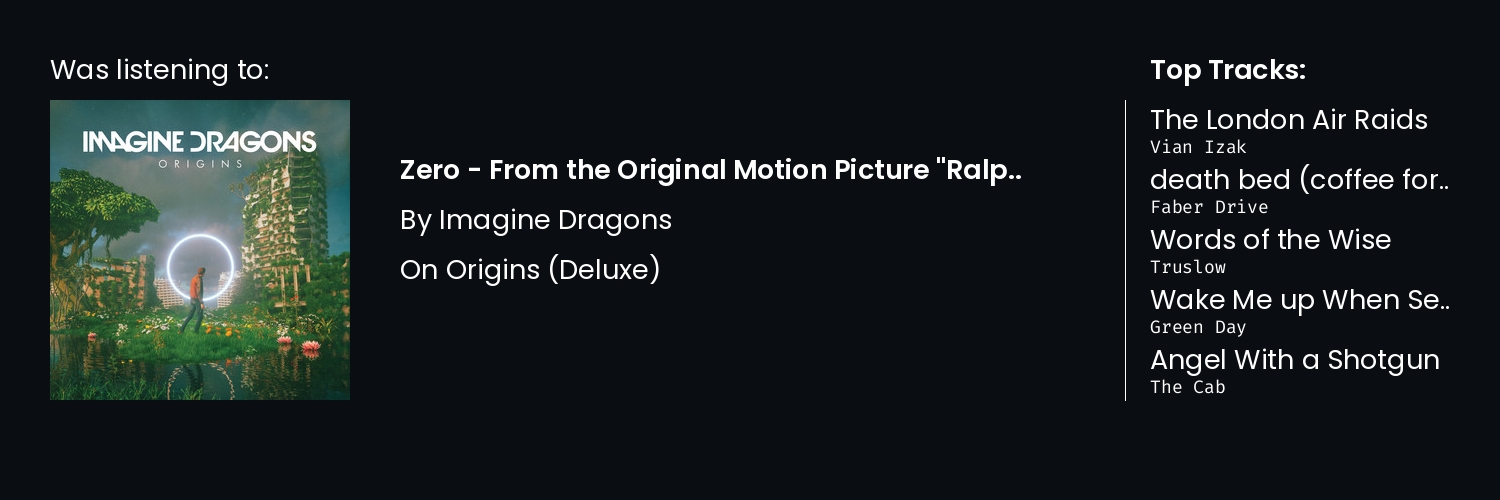 Was listening to:
IMAGINE DRAGONS
ORIGINS
Zero - From the Original Motion Picture "Ralp..
By Imagine Dragons
On Origins (Deluxe)
Top Tracks:
The London Air Raids
Vian Izak
death bed (coffee for..
Faber Drive
Words of the Wise
Truslow
Wake Me up When Se..
Green Day
Angel With a Shotgun
The Cab